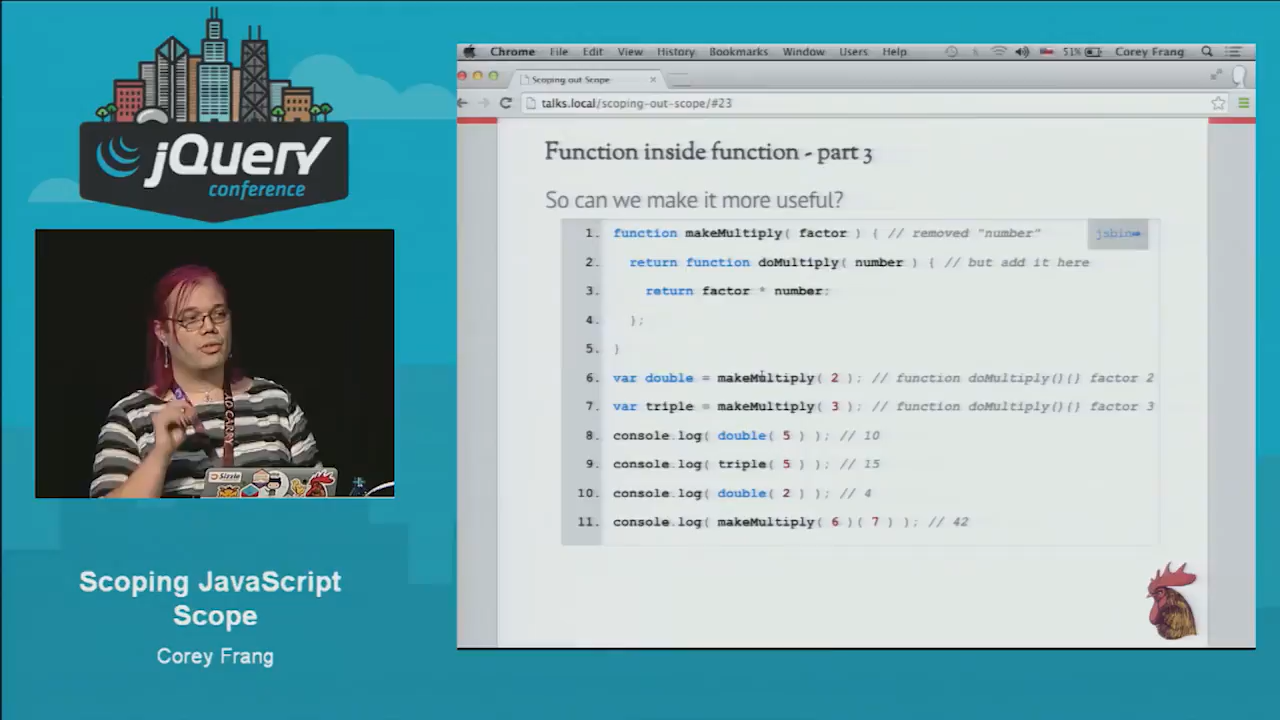 jQuery
conference
Scoping JavaScript
Scope
Corey Frang
Chrome File Edit View History Bookmarks Window Users Help 51% Corey Frang
Scoping out Scope
talks.local/scoping-out-scope/#23
Function inside function - part 3
So can we make it more useful?
jsbin
1. function makeMultiply( factor ) { // removed "number"
2. return function doMultiply( number ) { // but add it here
3. return factor * number;
4. };
5. }
6. var double = makeMultiply( 2 ); // function doMultiply(){} factor 2
7. var triple = makeMultiply( 3 ); // function doMultiply(){} factor 3
8. console.log( double( 5 ) ); // 10
9. console.log( triple( 5 ) ); // 15
10. console.log( double( 2 ) ); // 4
11. console.log( makeMultiply( 6 )( 7 ) ); // 42
Sizzle